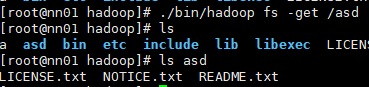 [root@nn01 hadoop]# ./bin/hadoop fs -get /asd
[root@nn01 hadoop]# ls
a asd bin etc include lib libexec LICEN
[root@nn01 hadoop]# ls asd
LICENSE.txt NOTICE.txt README.txt